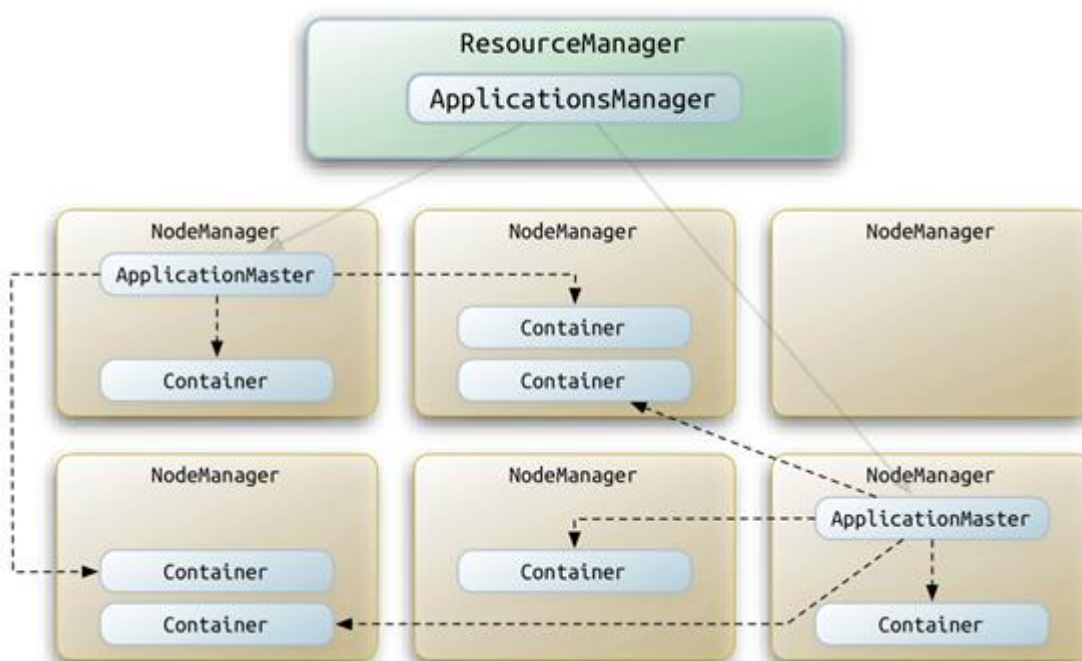 ResourceManager
ApplicationsManager
NodeManager
ApplicationMaster
Container
NodeManager
Container
Container
NodeManager
NodeManager
Container
Container
NodeManager
Container
NodeManager
ApplicationMaster
Container